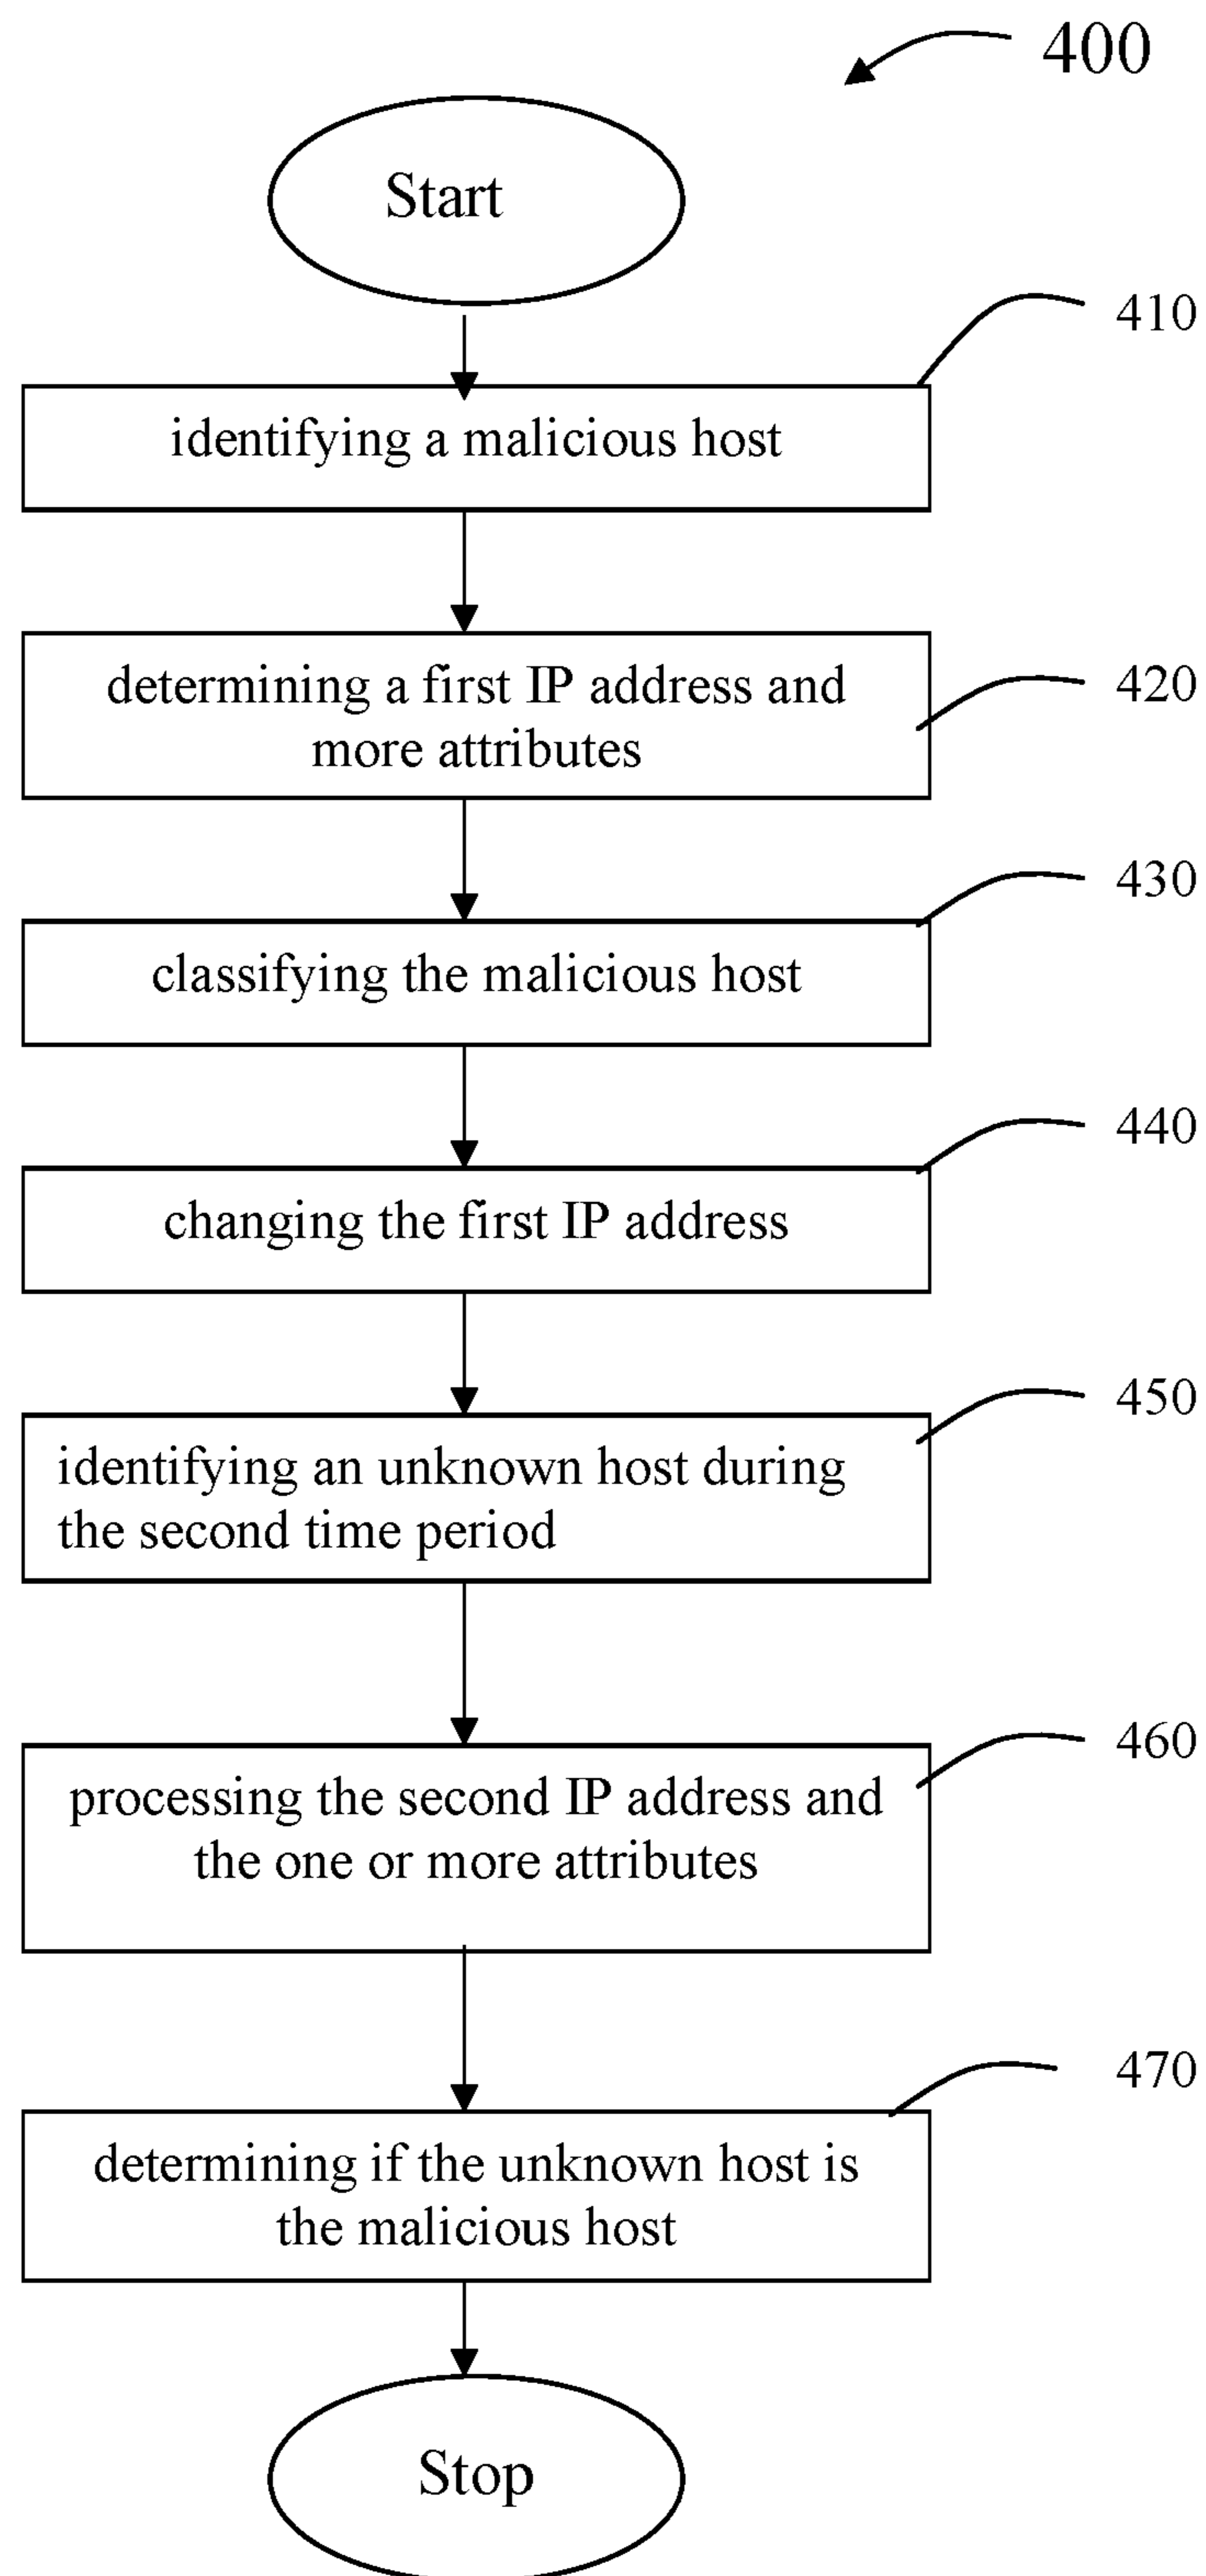 400
Start
410
identifying a malicious host
420
determining a first IP address and
more attributes
430
classifying the malicious host
440
changing the first IP address
450
identifying an unknown host during
the second time period
460
processing the second IP address and
the one or more attributes
470
determining if the unknown host is
the malicious host
Stop